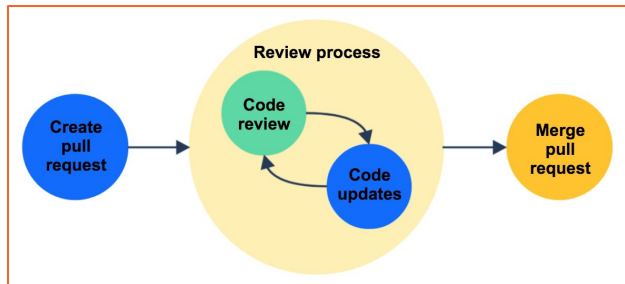 Create
pull
request
Review process
Code
review
Code
updates
Merge
pull
request